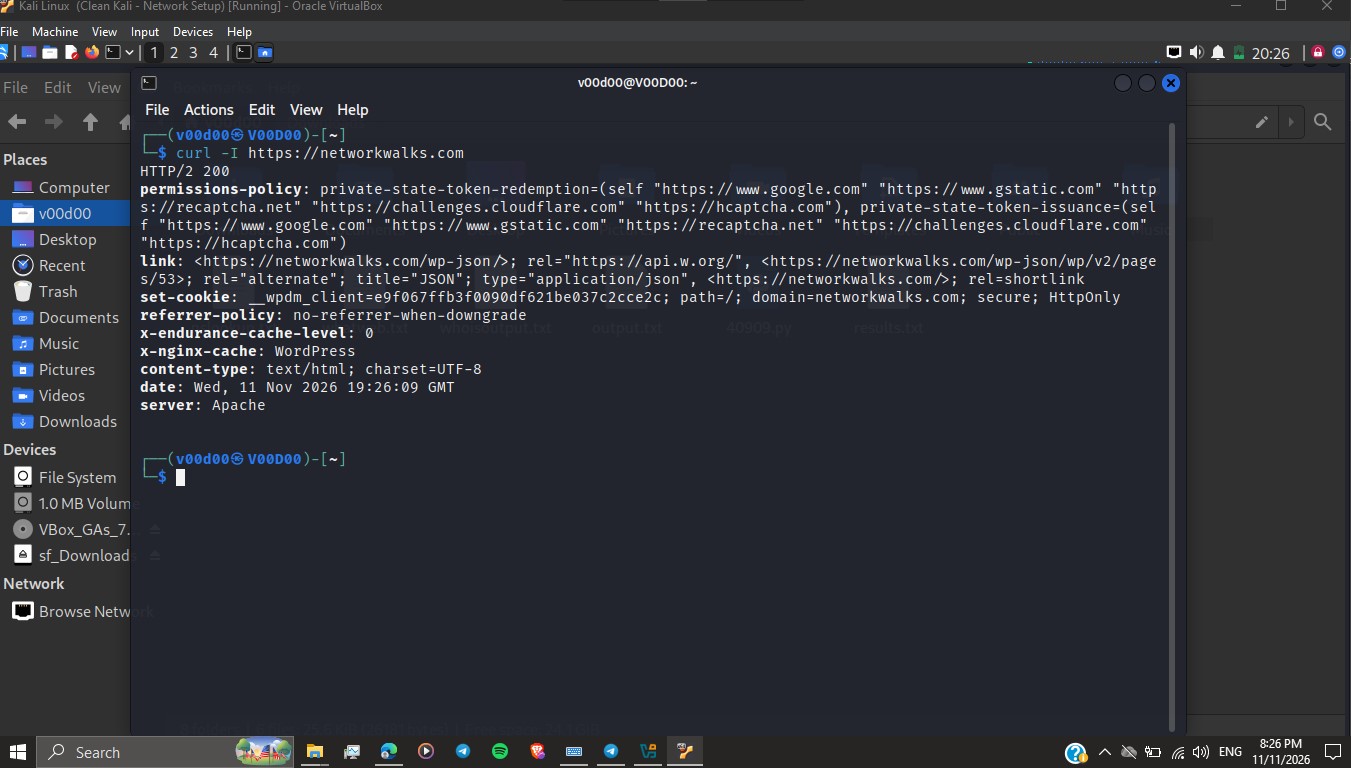 Kali Linux (Clean Kali - Network Setup) [Running] - Oracle VirtualBox
File Machine View Input Devices Help
1 2 3 4 20:26
File Edit View
v00d00@V00D00: ~
File Actions Edit View Help
Places
Computer
v00d00
Desktop
Recent
Trash
Documents
Music
Pictures
Videos
Downloads
Devices
File System
1.0 MB Volum
VBox_GAs_7...
sf_Downloads
Network
Browse Network
┌──(v00d00㉿V00D00)-[~]
└─$ curl -I https://networkwalks.com
HTTP/2 200
permissions-policy: private-state-token-redemption=(self "https://www.google.com" "https://www.gstatic.com" "http
s://recaptcha.net" "https://challenges.cloudflare.com" "https://hcaptcha.com"), private-state-token-issuance=(sel
f "https://www.google.com" "https://www.gstatic.com" "https://recaptcha.net" "https://challenges.cloudflare.com"
"https://hcaptcha.com")
link: <https://networkwalks.com/wp-json/>; rel="https://api.w.org/", <https://networkwalks.com/wp-json/wp/v2/page
s/53>; rel="alternate"; title="JSON"; type="application/json", <https://networkwalks.com/>; rel=shortlink
set-cookie: __wpdm_client=e9f067ffb3f0090df621be037c2cce2c; path=/; domain=networkwalks.com; secure; HttpOnly
referrer-policy: no-referrer-when-downgrade
x-endurance-cache-level: 0
x-nginx-cache: WordPress
content-type: text/html; charset=UTF-8
date: Wed, 11 Nov 2026 19:26:09 GMT
server: Apache
┌──(v00d00㉿V00D00)-[~]
└─$
whoisoutput.txt output.txt 40909.py results.txt
Search
ENG
8:26 PM
11/11/2026